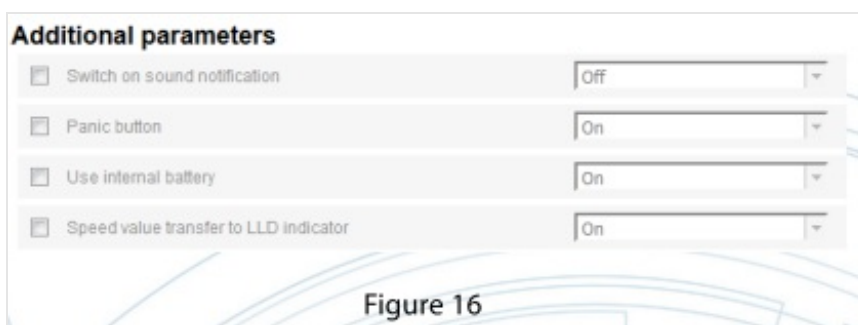 Additional parameters
Switch on sound notification Off
Panic button On
Use internal battery On
Speed value transfer to LLD indicator On
Figure 16